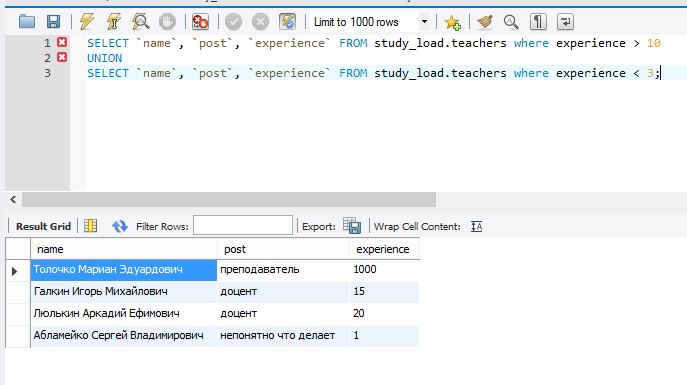 Limit to 1000 rows
1 SELECT `name`, `post`, `experience` FROM study_load.teachers where experience > 10
2 UNION
3 SELECT `name`, `post`, `experience` FROM study_load.teachers where experience < 3;
Result Grid Filter Rows: Export: Wrap Cell Content:
name post experience
Толочко Мариан Эдуардович преподаватель 1000
Галкин Игорь Михайлович доцент 15
Люлькин Аркадий Ефимович доцент 20
Абламейко Сергей Владимирович непонятно что делает 1